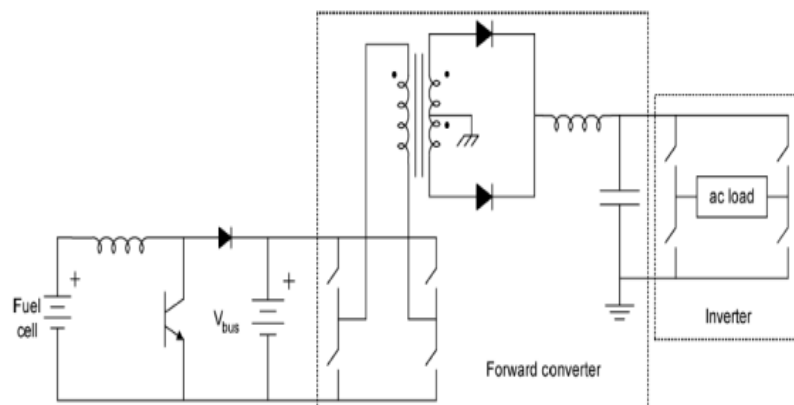 ac load
+
+
Fuel
cell
V_bus
Inverter
Forward converter